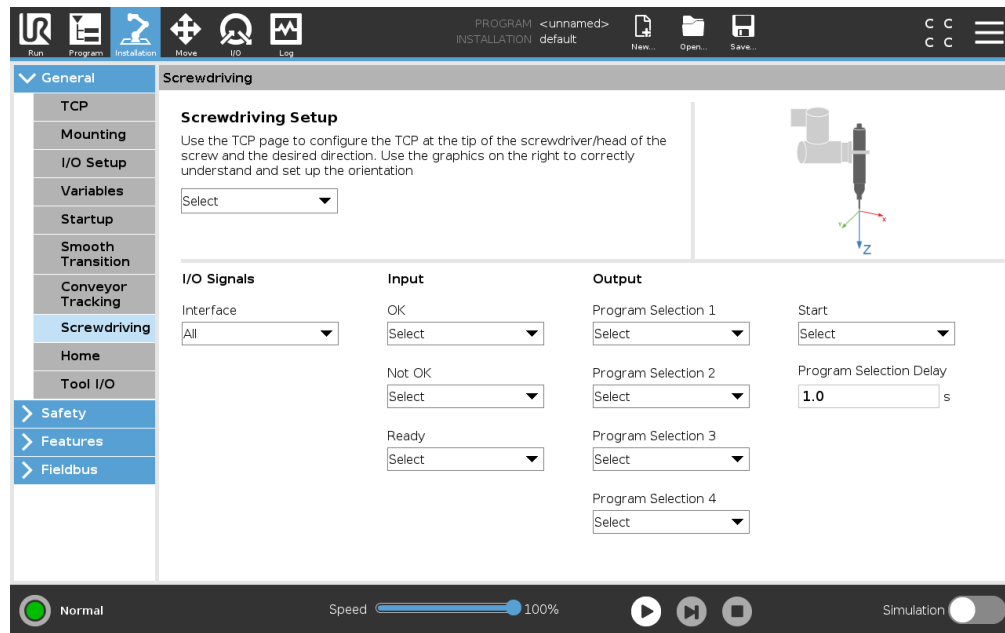 UR
PROGRAM <unnamed>
INSTALLATION default
C C
C C
Run
Program
Installation
Move
I/O
Log
New...
Open...
Save...
General
Screwdriving
TCP
Mounting
I/O Setup
Variables
Startup
Smooth
Transition
Conveyor
Tracking
Screwdriving
Home
Tool I/O
Safety
Features
Fieldbus
Screwdriving Setup
Use the TCP page to configure the TCP at the tip of the screwdriver/head of the
screw and the desired direction. Use the graphics on the right to correctly
understand and set up the orientation
Select
Y
X
Z
I/O Signals
Interface
All
Input
OK
Select
Not OK
Select
Ready
Select
Output
Program Selection 1
Select
Program Selection 2
Select
Program Selection 3
Select
Program Selection 4
Select
Start
Select
Program Selection Delay
1.0 s
Normal
Speed 100%
Simulation